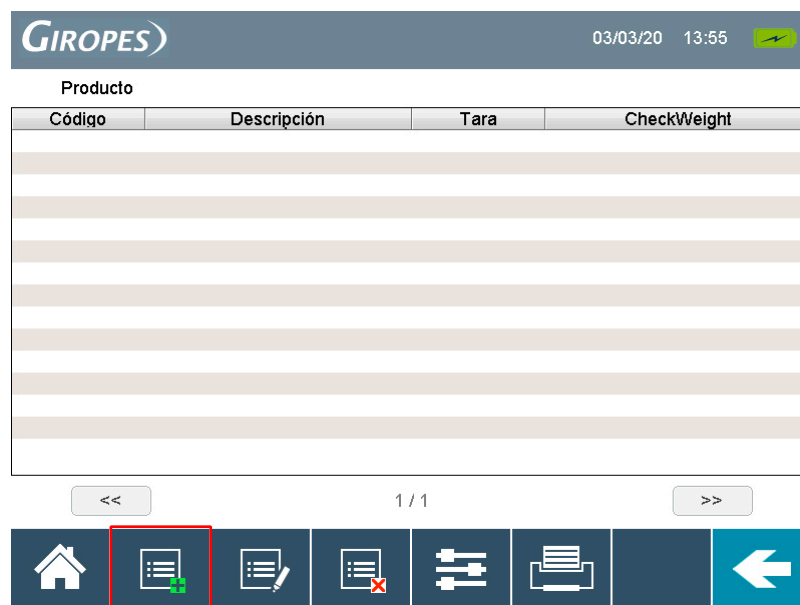 GIROPES 03/03/20 13:55
Producto
Código Descripción Tara CheckWeight
<< 1 / 1 >>